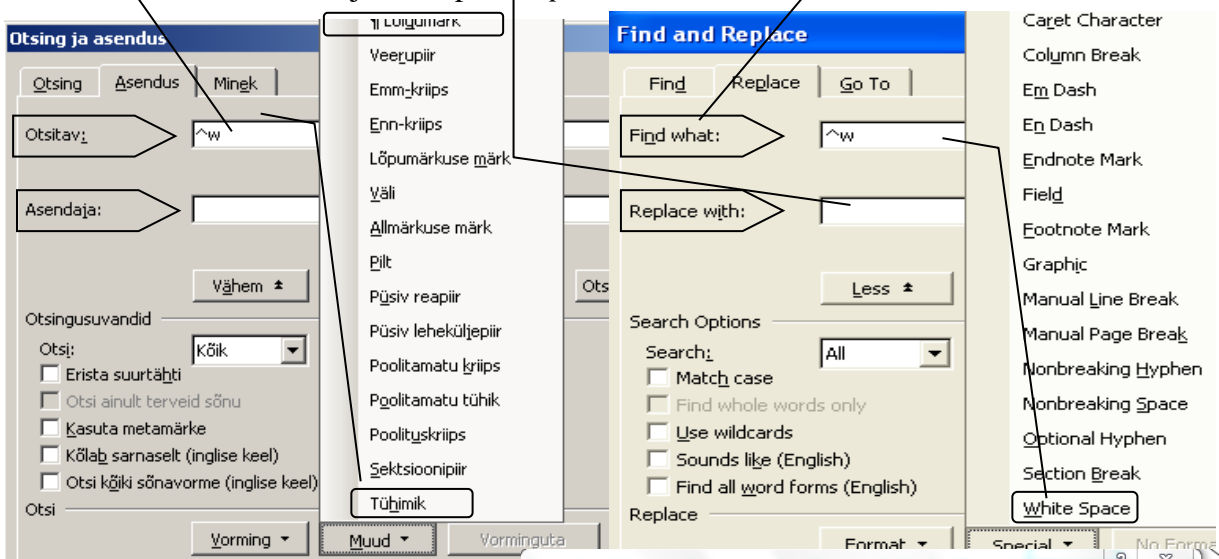 Otsing ja asendus
Otsing
Asendus
Minek
Otsitav:
^w
Asendaja:
Vähem
Ots
Otsingusuvandid
Otsi:
Kõik
Erista suurtähti
Otsi ainult terveid sõnu
Kasuta metamärke
Kõlab sarnaselt (inglise keel)
Otsi kõiki sõnavorme (inglise keel)
Otsi
Vorming
Muud
Vorminguta
¶ Lõigumärk
Veerupiir
Emm-kriips
Enn-kriips
Lõpumärkuse märk
Väli
Allmärkuse märk
Pilt
Püsiv reapiir
Püsiv leheküljepiir
Poolitamatu kriips
Poolitamatu tühik
Poolituskriips
Sektsioonipiir
Tühimik
Find and Replace
Find
Replace
Go To
Find what:
^w
Replace with:
Less
Search Options
Search:
All
Match case
Find whole words only
Use wildcards
Sounds like (English)
Find all word forms (English)
Replace
Format
Special
No Forma
Caret Character
Column Break
Em Dash
En Dash
Endnote Mark
Field
Footnote Mark
Graphic
Manual Line Break
Manual Page Break
Nonbreaking Hyphen
Nonbreaking Space
Optional Hyphen
Section Break
White Space